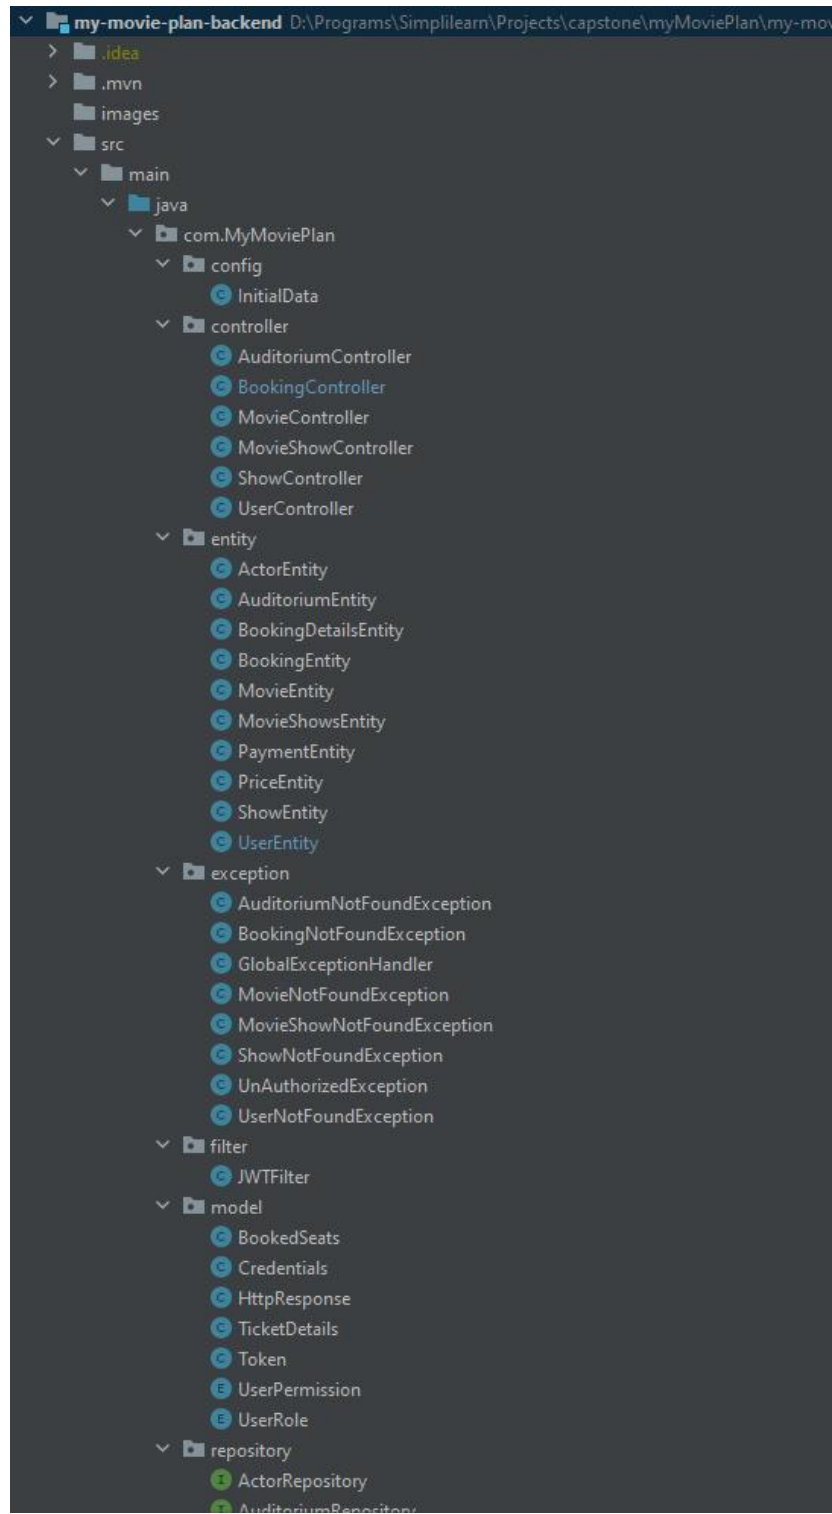 my-movie-plan-backend D:\Programs\Simplilearn\Projects\capstone\myMoviePlan\my-mov
.idea
.mvn
images
src
main
java
com.MyMoviePlan
config
InitialData
controller
AuditoriumController
BookingController
MovieController
MovieShowController
ShowController
UserController
entity
ActorEntity
AuditoriumEntity
BookingDetailsEntity
BookingEntity
MovieEntity
MovieShowsEntity
PaymentEntity
PriceEntity
ShowEntity
UserEntity
exception
AuditoriumNotFoundException
BookingNotFoundException
GlobalExceptionHandler
MovieNotFoundException
MovieShowNotFoundException
ShowNotFoundException
UnAuthorizedException
UserNotFoundException
filter
JWTFilter
model
BookedSeats
Credentials
HttpResponse
TicketDetails
Token
UserPermission
UserRole
repository
ActorRepository
AuditoriumRepository